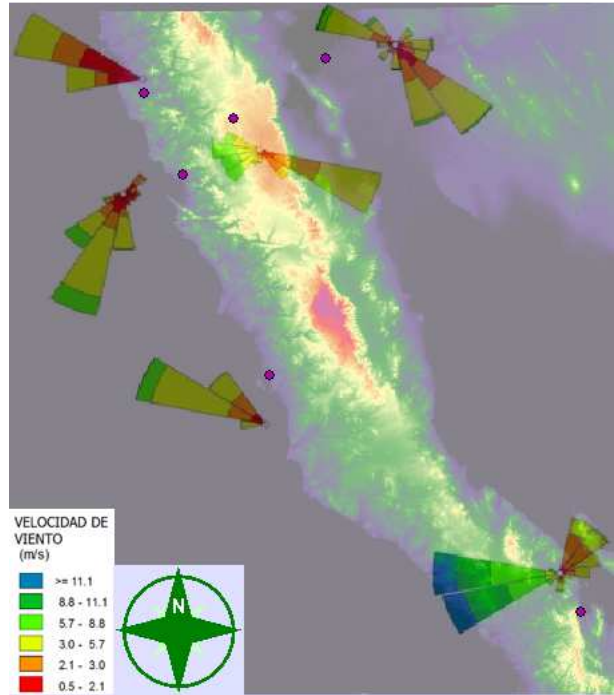 VELOCIDAD DE
VIENTO
(m/s)
>= 11.1
8.8 - 11.1
5.7 - 8.8
3.0 - 5.7
2.1 - 3.0
0.5 - 2.1
N